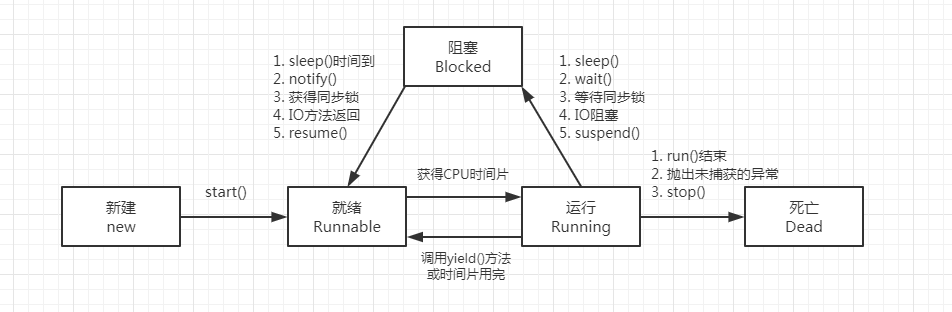 阻塞
Blocked
1. sleep()时间到
2. notify()
3. 获得同步锁
4. IO方法返回
5. resume()
1. sleep()
2. wait()
3. 等待同步锁
4. IO阻塞
5. suspend()
1. run()结束
2. 抛出未捕获的异常
3. stop()
新建
new
start()
就绪
Runnable
获得CPU时间片
调用yield()方法
或时间片用完
运行
Running
死亡
Dead